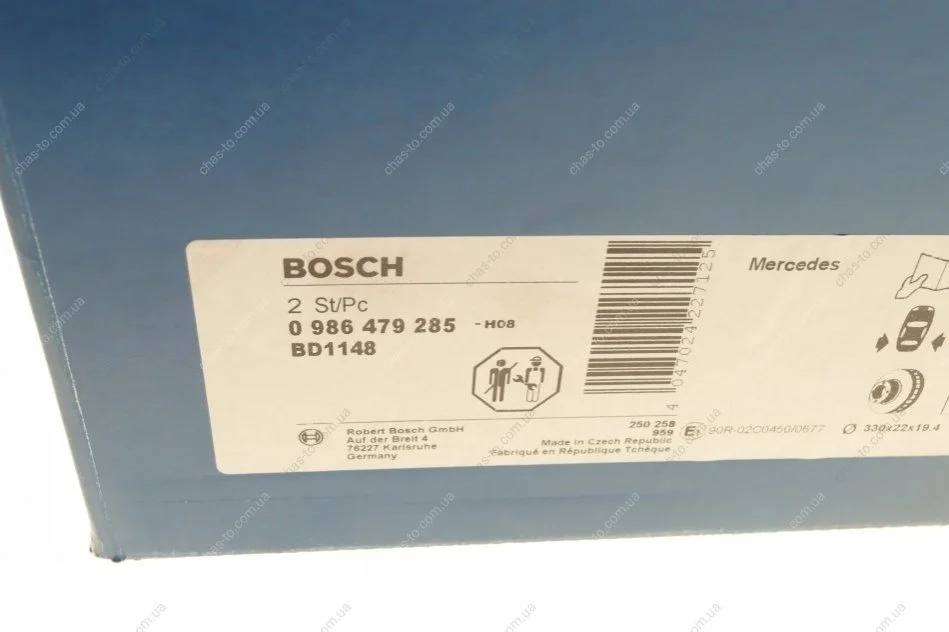 BOSCH
2 St/Pc
0 986 479 285 -H08
BD1148
4 047024 227125
Mercedes
Robert Bosch GmbH
Auf der Breit 4
76227 Karlsruhe
Germany
250 258
959
Made in Czech Republic
Fabriqué en République Tchèque
E 90R-02C0450/0677
Ø 330x22x19.4
chas-to.com.ua